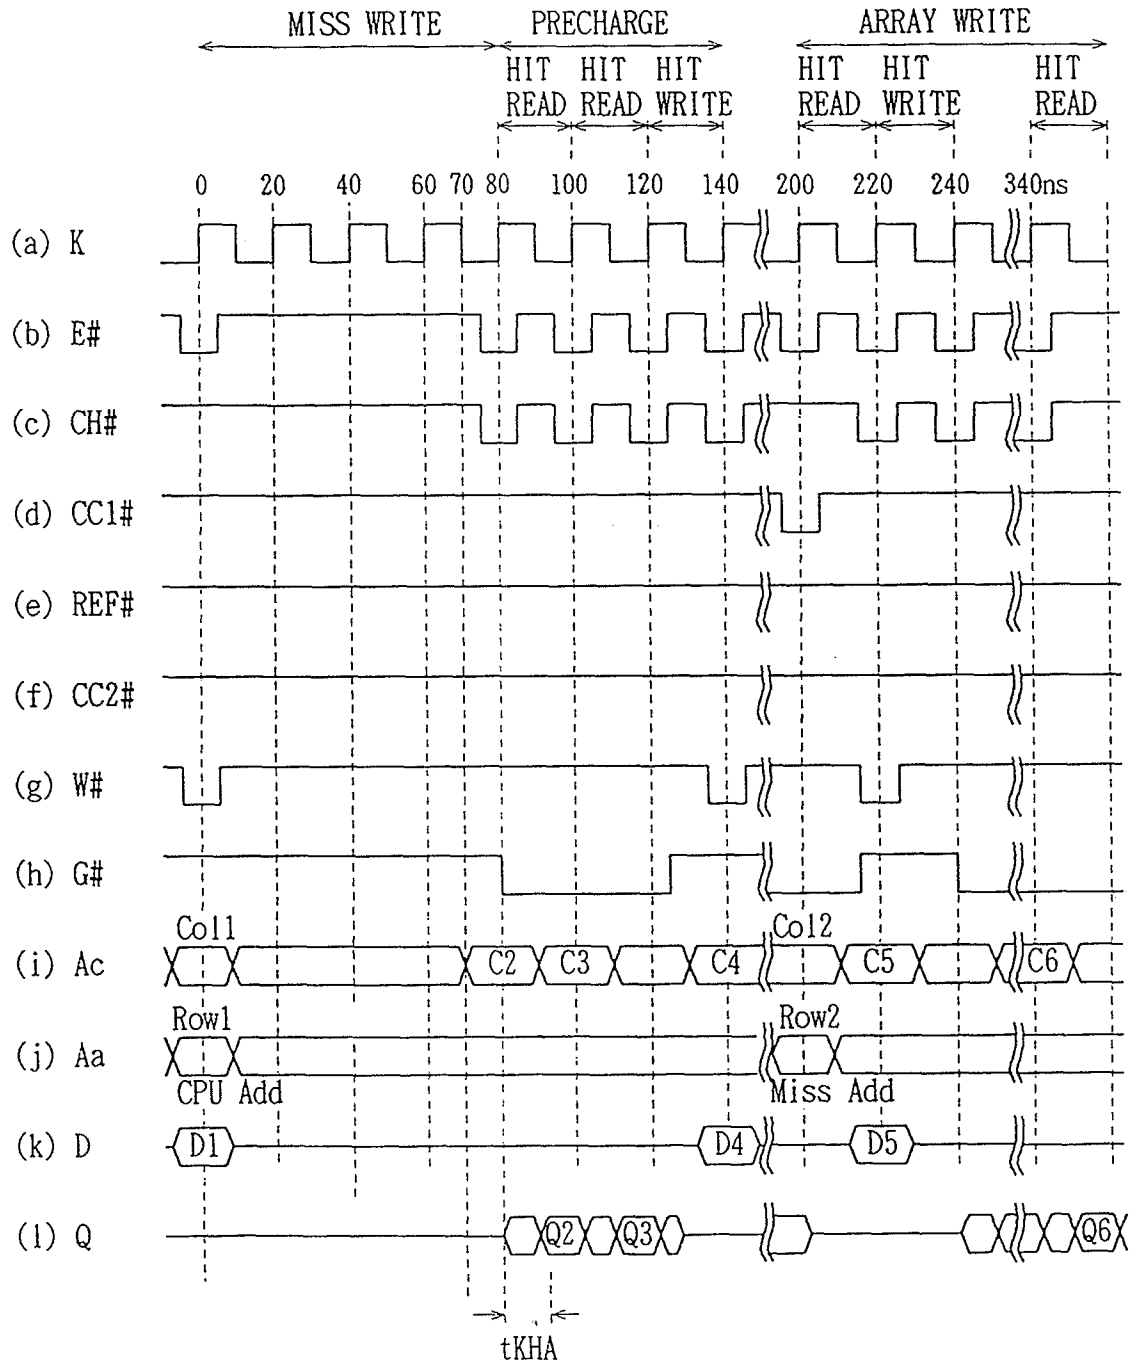 MISS WRITE PRECHARGE ARRAY WRITE
HIT HIT HIT HIT HIT HIT
READ READ WRITE READ WRITE READ
0 20 40 60 70 80 100 120 140 200 220 240 340ns
(a) K
(b) E#
(c) CH#
(d) CC1#
(e) REF#
(f) CC2#
(g) W#
(h) G#
Col1 Col2
(i) Ac C2 C3 C4 C5 C6
Row1 Row2
(j) Aa
CPU Add Miss Add
(k) D D1 D4 D5
(l) Q Q2 Q3 Q6
tKHA